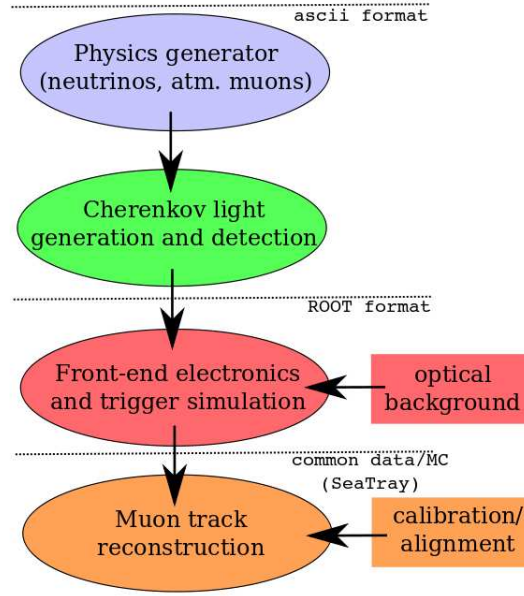 ascii format
Physics generator
(neutrinos, atm. muons)
Cherenkov light
generation and detection
ROOT format
Front-end electronics
and trigger simulation
optical
background
common data/MC
(SeaTray)
Muon track
reconstruction
calibration/
alignment